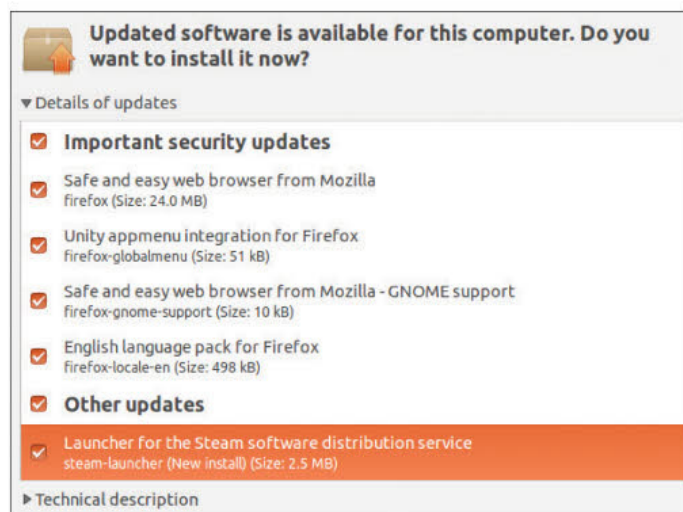 Updated software is available for this computer. Do you
want to install it now?
Details of updates
Important security updates
Safe and easy web browser from Mozilla
firefox (Size: 24.0 MB)
Unity appmenu integration for Firefox
firefox-globalmenu (Size: 51 kB)
Safe and easy web browser from Mozilla - GNOME support
firefox-gnome-support (Size: 10 kB)
English language pack for Firefox
firefox-locale-en (Size: 498 kB)
Other updates
Launcher for the Steam software distribution service
steam-launcher (New install) (Size: 2.5 MB)
Technical description